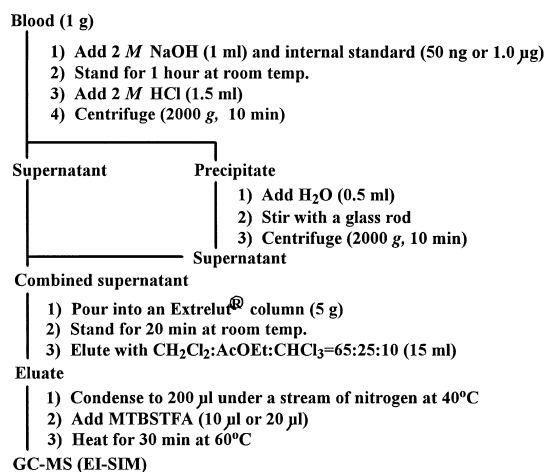 Blood (1 g)
1) Add 2 M NaOH (1 ml) and internal standard (50 ng or 1.0 µg)
2) Stand for 1 hour at room temp.
3) Add 2 M HCl (1.5 ml)
4) Centrifuge (2000 g, 10 min)
Supernatant
Precipitate
1) Add H₂O (0.5 ml)
2) Stir with a glass rod
3) Centrifuge (2000 g, 10 min)
Supernatant
Combined supernatant
1) Pour into an Extrelut® column (5 g)
2) Stand for 20 min at room temp.
3) Elute with CH₂Cl₂:AcOEt:CHCl₃=65:25:10 (15 ml)
Eluate
1) Condense to 200 µl under a stream of nitrogen at 40°C
2) Add MTBSTFA (10 µl or 20 µl)
3) Heat for 30 min at 60°C
GC-MS (EI-SIM)